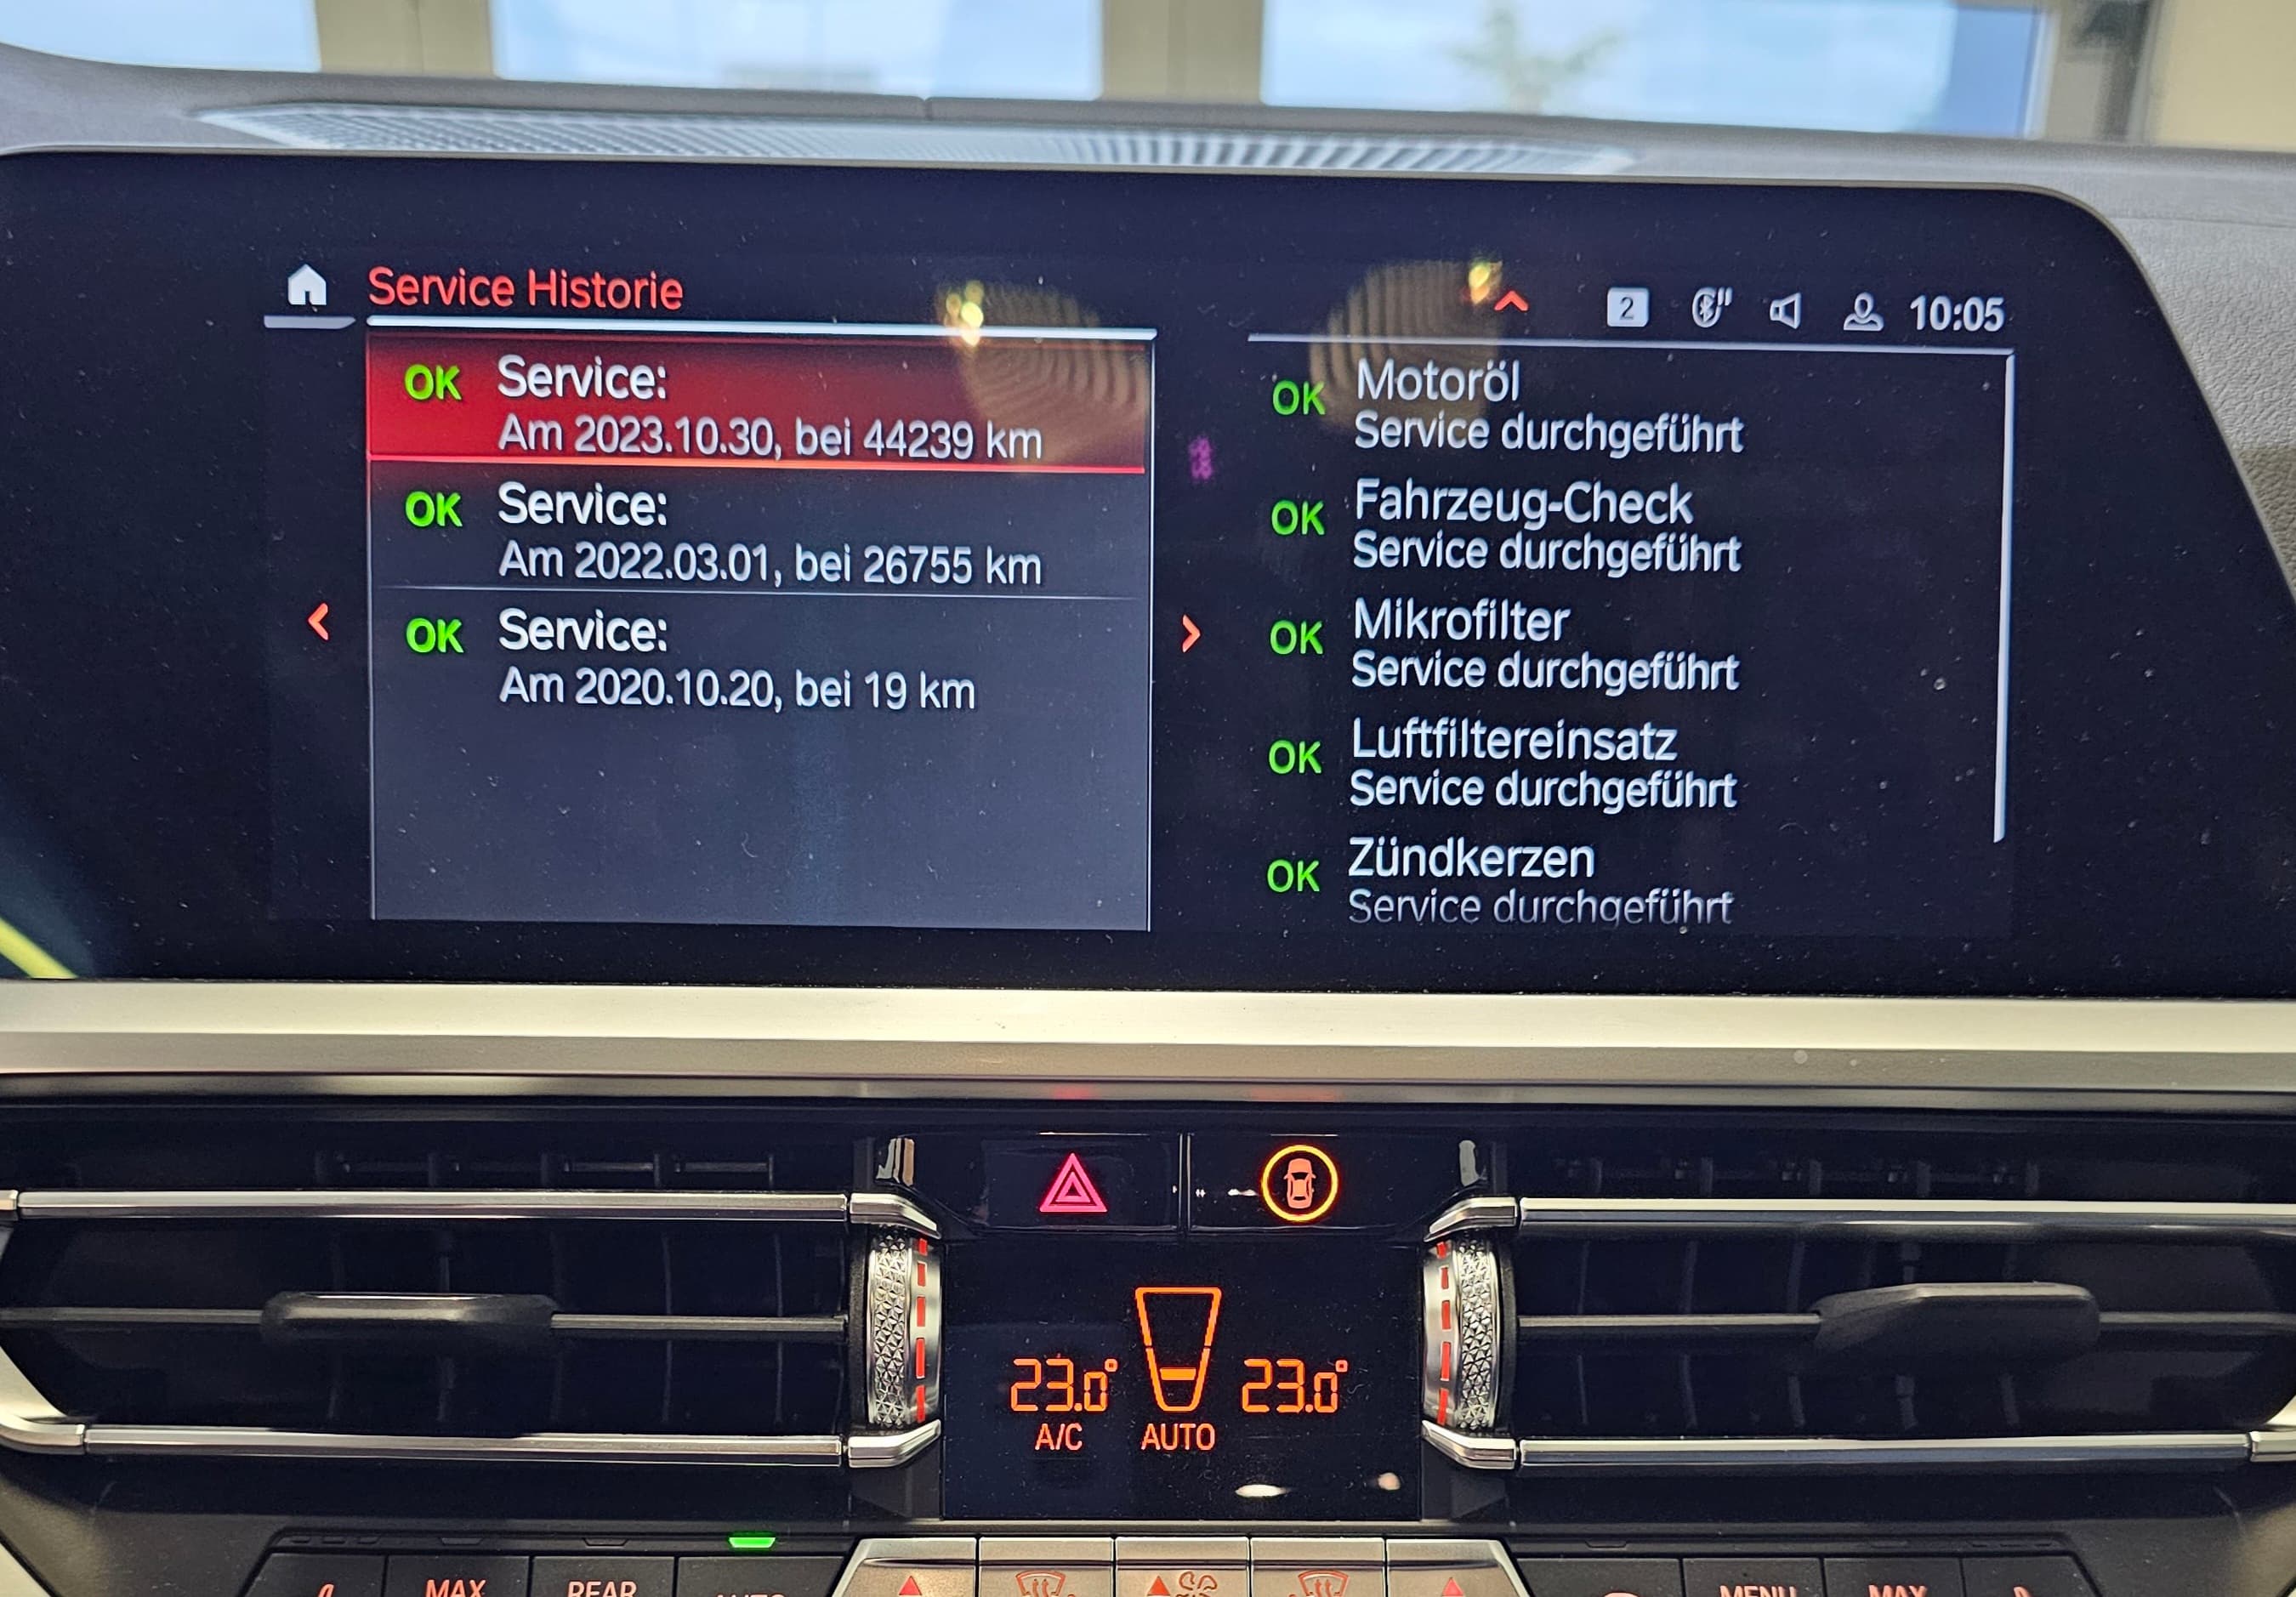 Service Historie
2
10:05
OK Service:
Am 2023.10.30, bei 44239 km
OK Service:
Am 2022.03.01, bei 26755 km
OK Service:
Am 2020.10.20, bei 19 km
OK Motoröl
Service durchgeführt
OK Fahrzeug-Check
Service durchgeführt
OK Mikrofilter
Service durchgeführt
OK Luftfiltereinsatz
Service durchgeführt
OK Zündkerzen
Service durchgeführt
23.0° 23.0°
A/C AUTO
MAX REAR AUTO MENU MAX